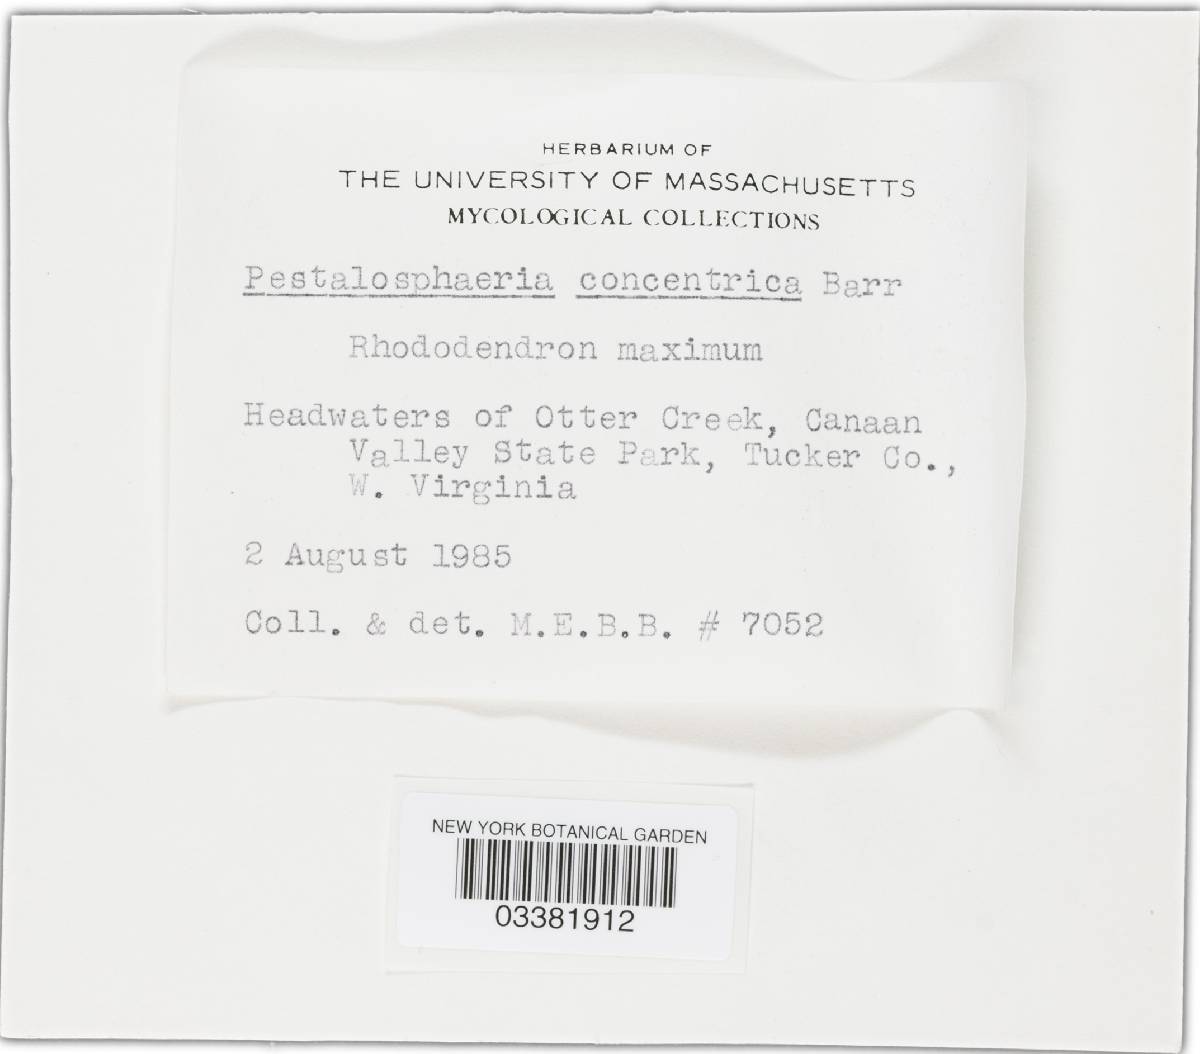 HERBARIUM OF
THE UNIVERSITY OF MASSACHUSETTS
MYCOLOGICAL COLLECTIONS
Pestalosphaeria concentrica Barr
Rhododendron maximum
Headwaters of Otter Creek, Canaan
Valley State Park, Tucker Co.,
W. Virginia
2 August 1985
Coll. & det. M.E.B.B. # 7052
NEW YORK BOTANICAL GARDEN
03381912